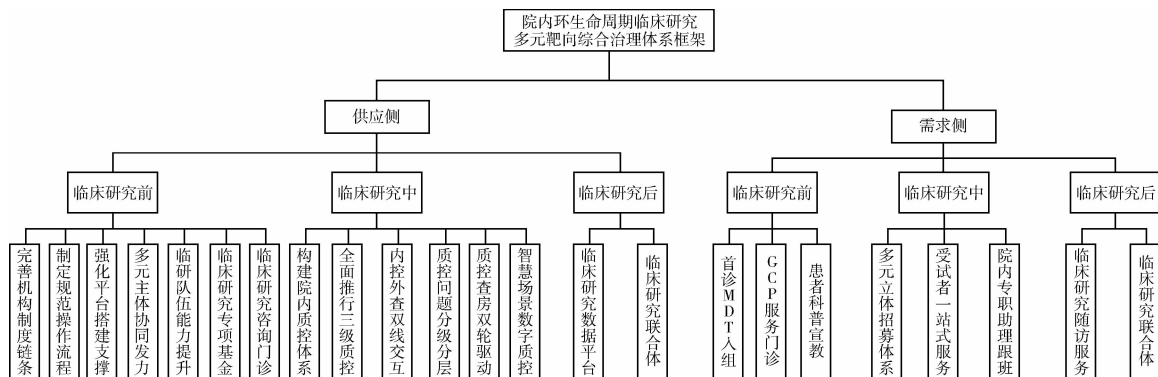 院内环生命周期临床研究
多元靶向综合治理体系框架
供应侧
需求侧
临床研究前
临床研究中
临床研究后
临床研究前
临床研究中
临床研究后
完善机构制度链条
制定规范操作流程
强化平台搭建支撑
多元主体协同发力
临研队伍能力提升
临床研究专项基金
临床研究咨询门诊
构建院内质控体系
全面推行三级质控
内控外查双线交互
质控问题分级分层
质控查房双轮驱动
智慧场景数字质控
临床研究数据平台
临床研究联合体
首诊MDT入组
GCP服务门诊
患者科普宣教
多元立体招募体系
受试者一站式服务
院内专职助理跟班
临床研究随访服务
临床研究联合体